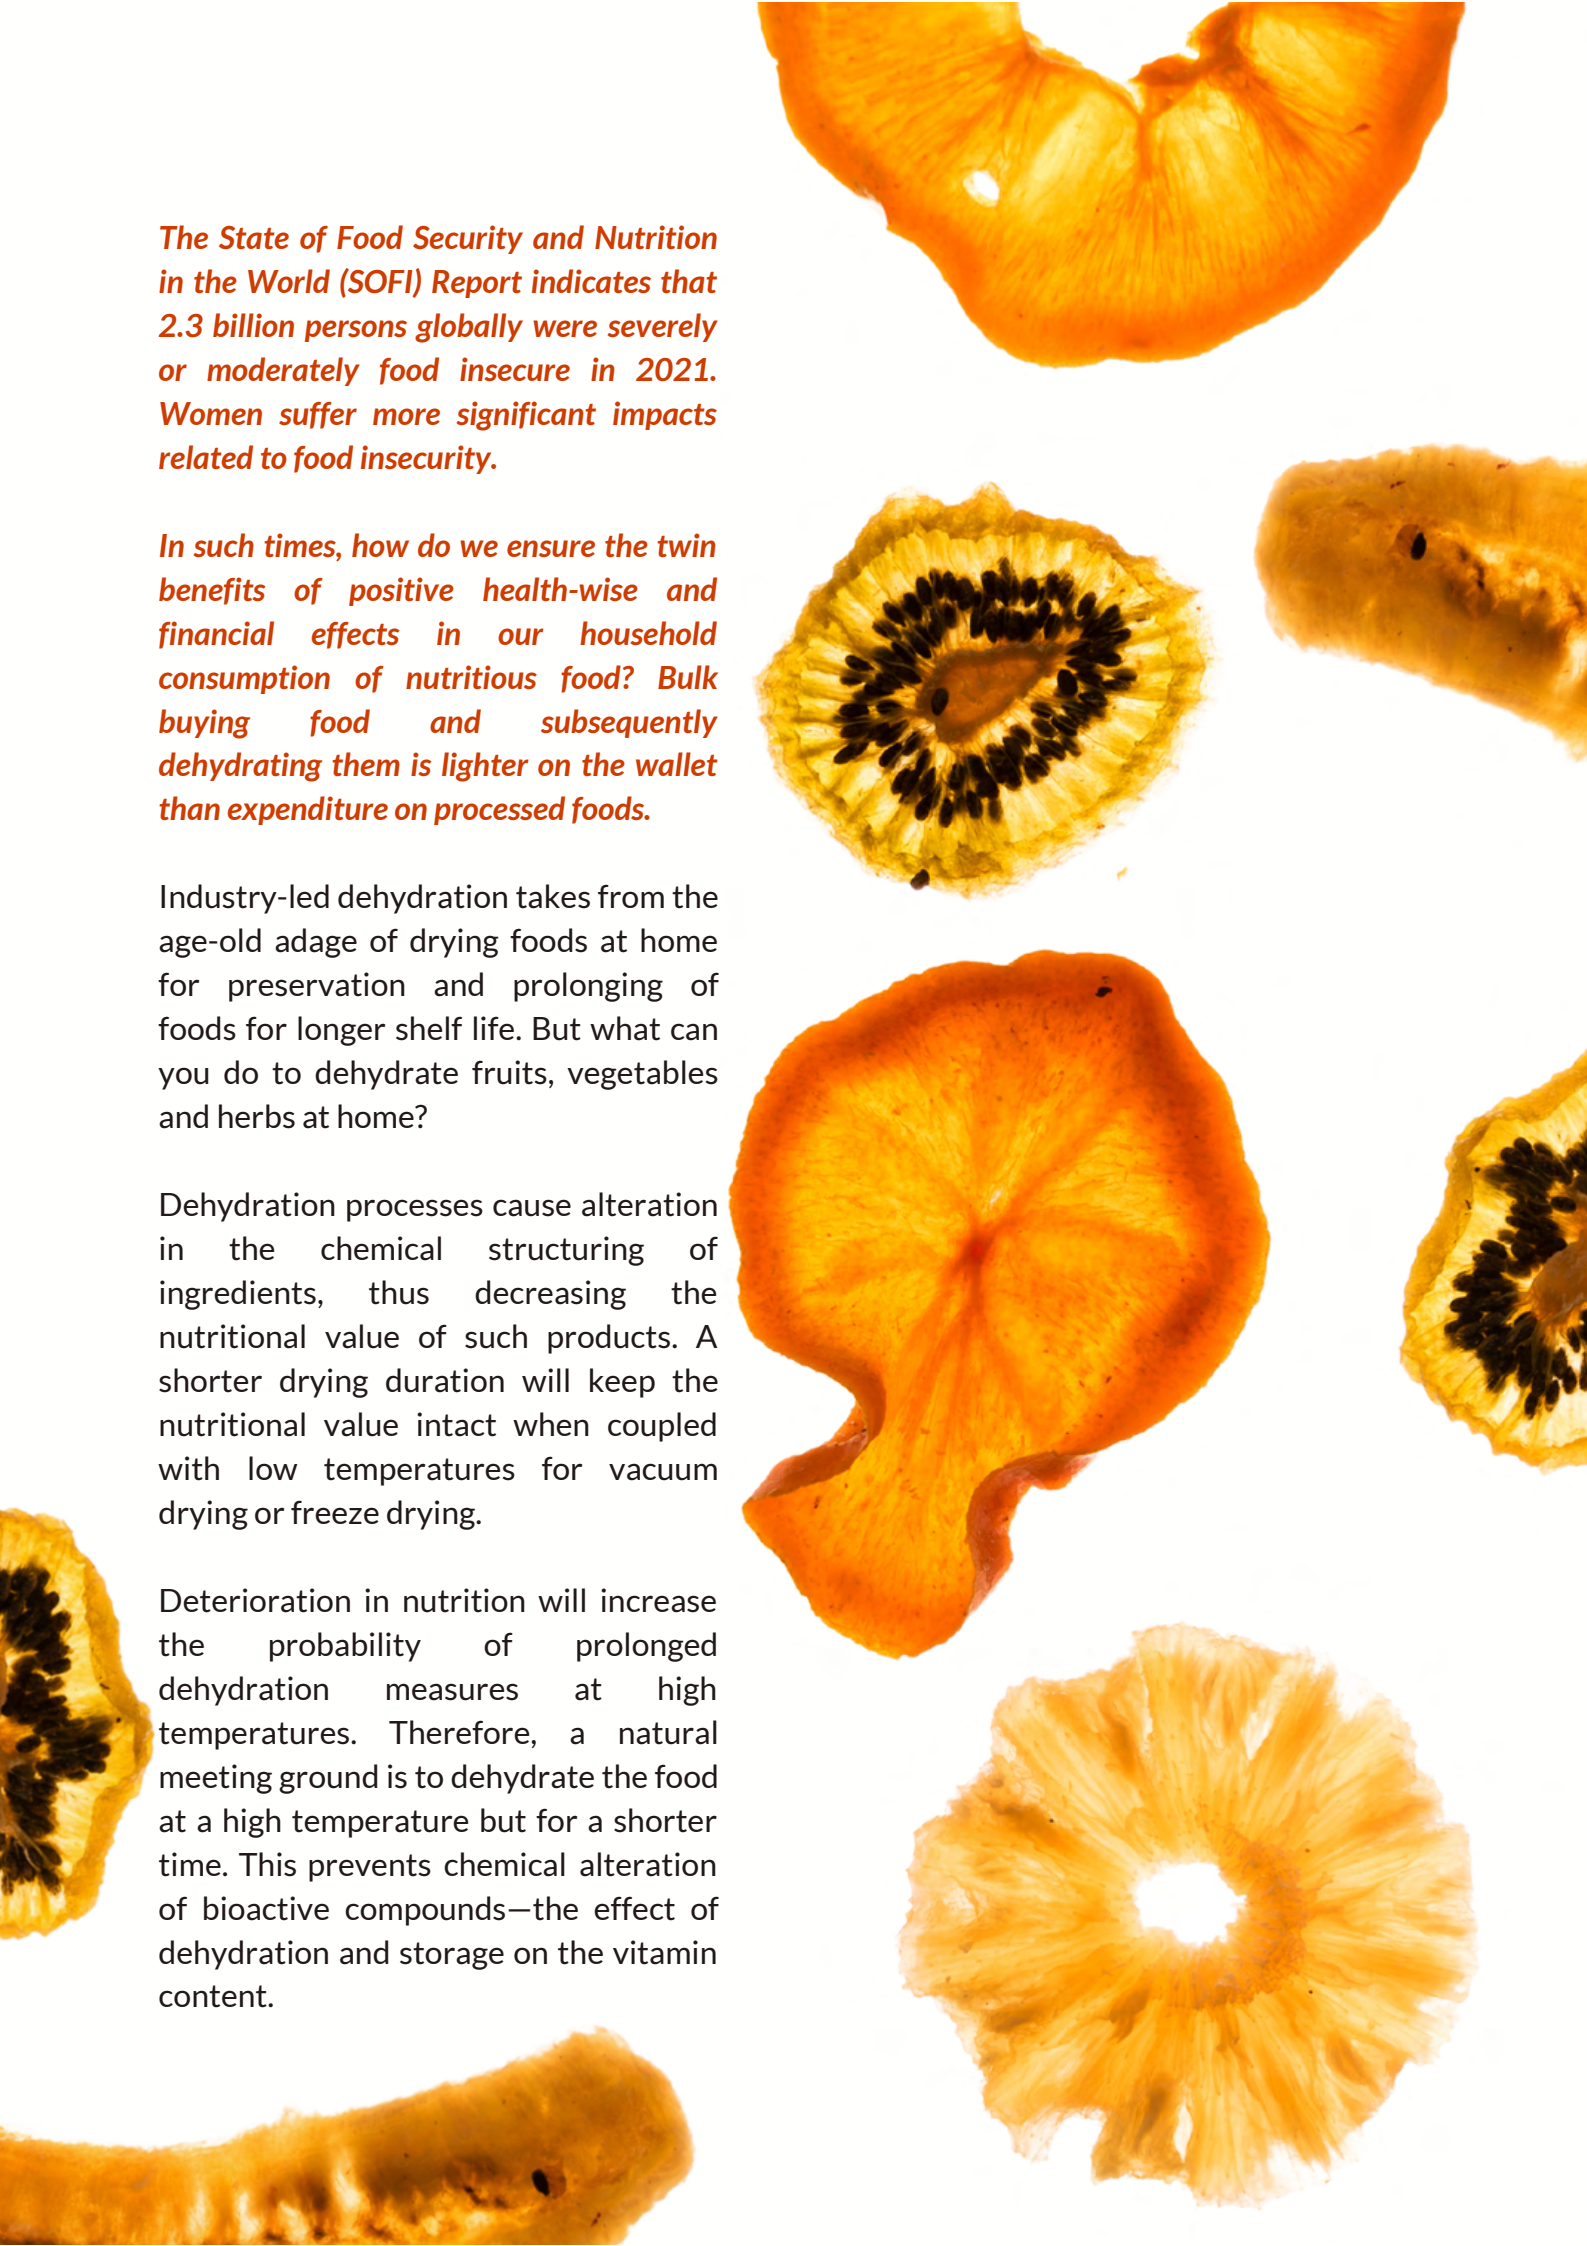 The State of Food Security and Nutrition
in the World (SOFI) Report indicates that
2.3 billion persons globally were severely
or moderately food insecure in 2021.
Women suffer more significant impacts
related to food insecurity.
In such times, how do we ensure the twin
benefits of positive health-wise and
financial effects in our household
consumption of nutritious food? Bulk
buying food and subsequently
dehydrating them is lighter on the wallet
than expenditure on processed foods.
Industry-led dehydration takes from the
age-old adage of drying foods at home
for preservation and prolonging of
foods for longer shelf life. But what can
you do to dehydrate fruits, vegetables
and herbs at home?
Dehydration processes cause alteration
in the chemical structuring of
ingredients, thus decreasing the
nutritional value of such products. A
shorter drying duration will keep the
nutritional value intact when coupled
with low temperatures for vacuum
drying or freeze drying.
Deterioration in nutrition will increase
the probability of prolonged
dehydration measures at high
temperatures. Therefore, a natural
meeting ground is to dehydrate the food
at a high temperature but for a shorter
time. This prevents chemical alteration
of bioactive compounds—the effect of
dehydration and storage on the vitamin
content.